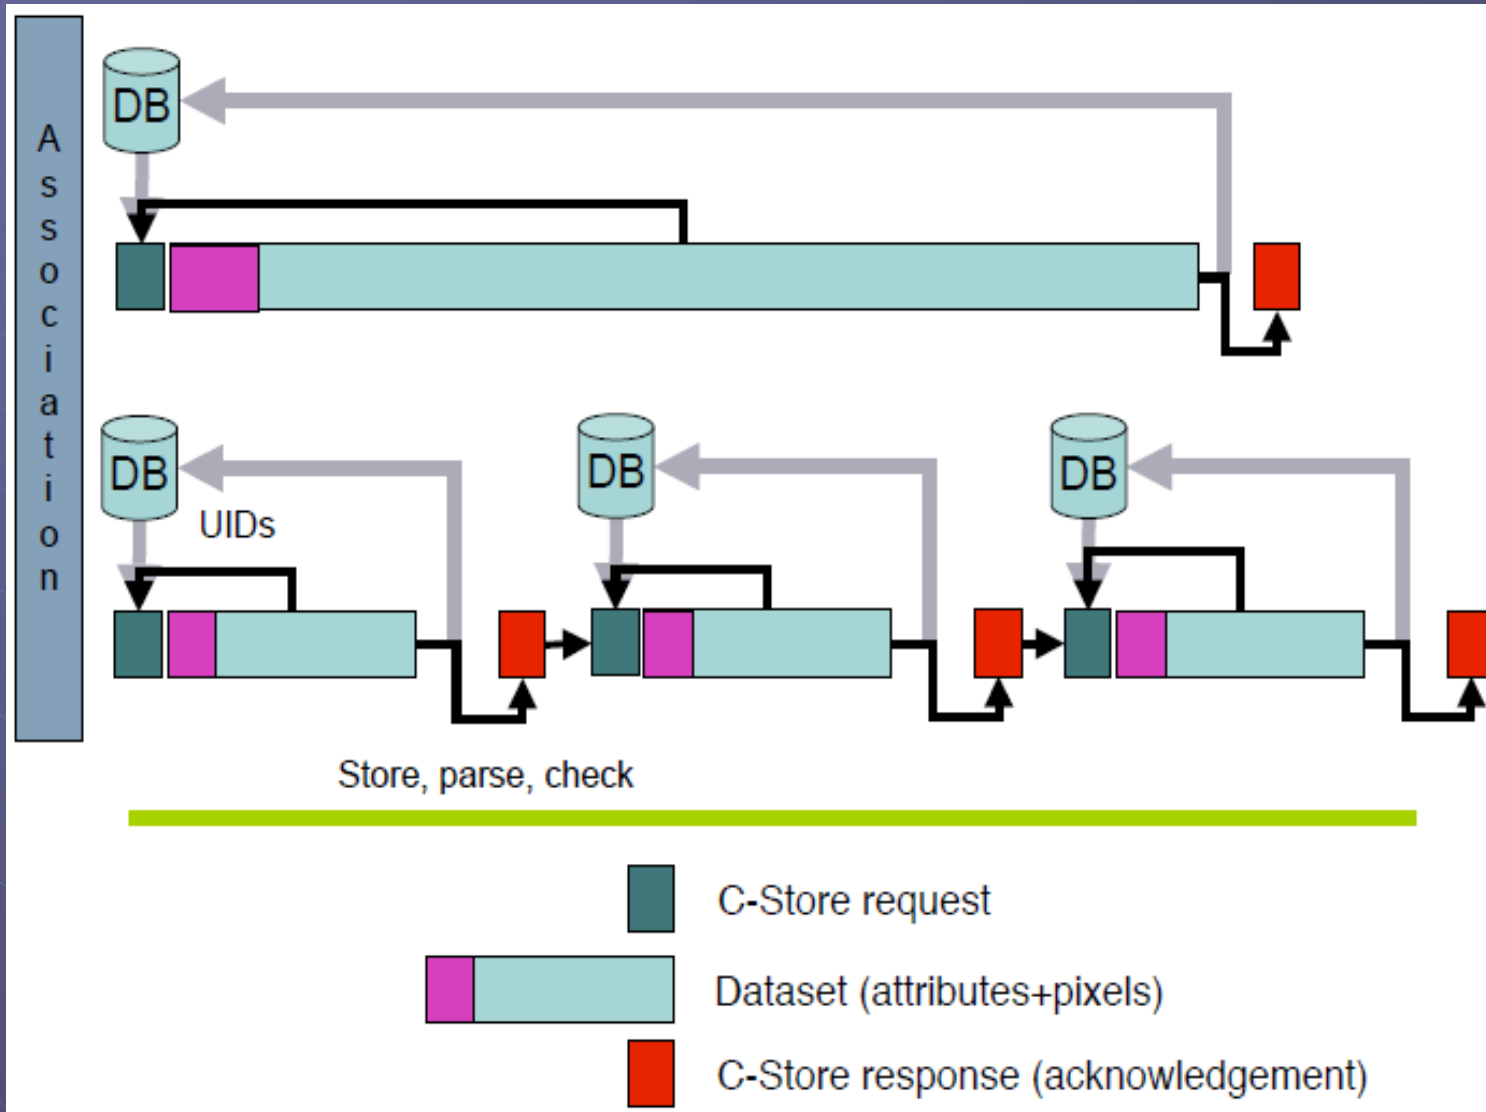 Association
DB
DB
DB
DB
UIDs
Store, parse, check
C-Store request
Dataset (attributes+pixels)
C-Store response (acknowledgement)